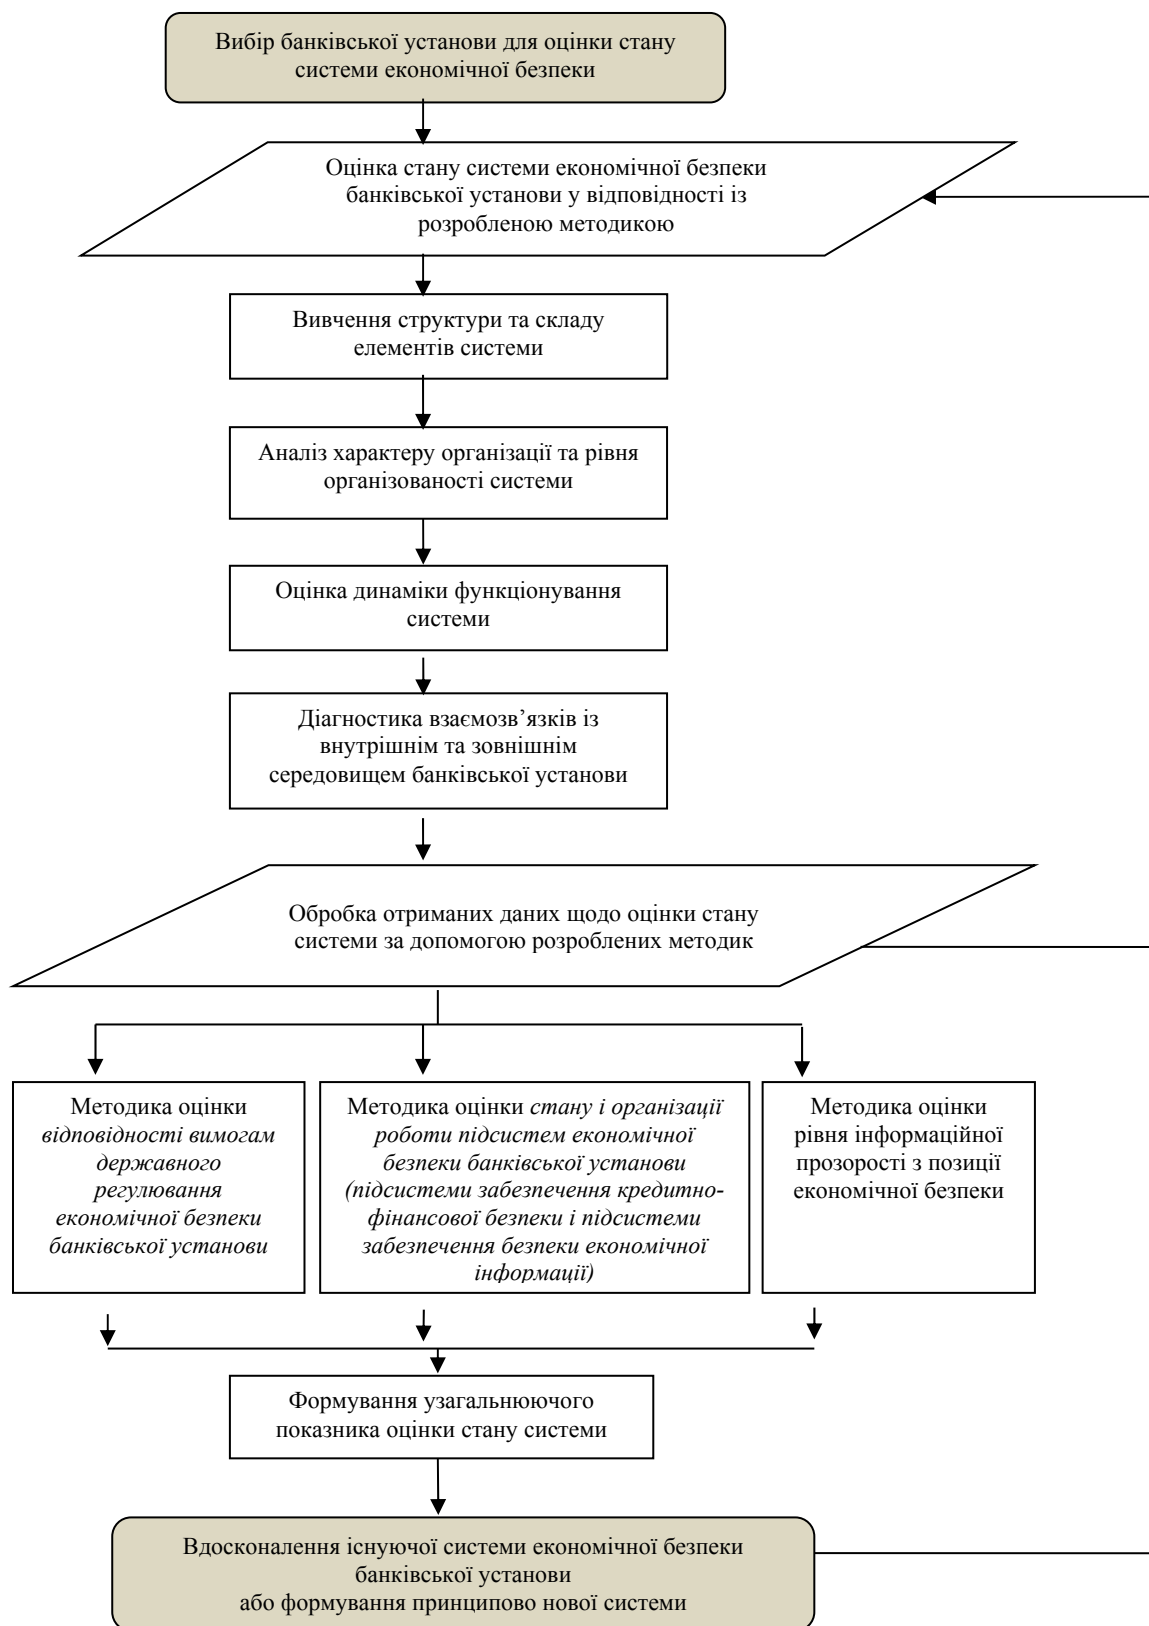 Вибір банківської установи для оцінки стану
системи економічної безпеки
Оцінка стану системи економічної безпеки
банківської установи у відповідності із
розробленою методикою
Вивчення структури та складу
елементів системи
Аналіз характеру організації та рівня
організованості системи
Оцінка динаміки функціонування
системи
Діагностика взаємозв’язків із
внутрішнім та зовнішнім
середовищем банківської установи
Обробка отриманих даних щодо оцінки стану
системи за допомогою розроблених методик
Методика оцінки
відповідності вимогам
державного
регулювання
економічної безпеки
банківської установи
Методика оцінки стану і організації
роботи підсистем економічної
безпеки банківської установи
(підсистеми забезпечення кредитно-
фінансової безпеки і підсистеми
забезпечення безпеки економічної
інформації)
Методика оцінки
рівня інформаційної
прозорості з позиції
економічної безпеки
Формування узагальнюючого
показника оцінки стану системи
Вдосконалення існуючої системи економічної безпеки
банківської установи
або формування принципово нової системи